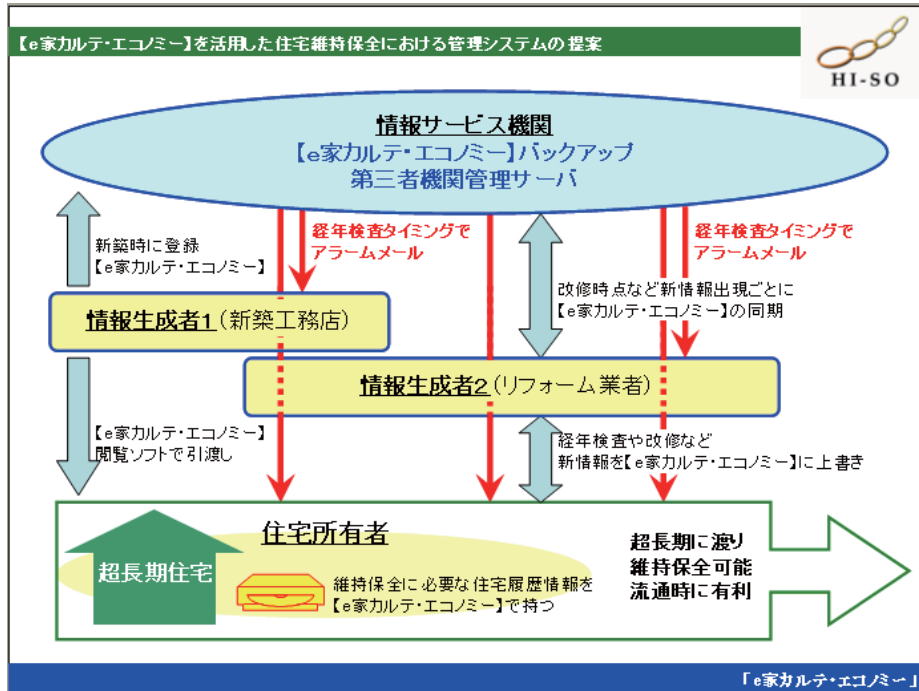 【e家カルテ・エコノミー】を活用した住宅維持保全における管理システムの提案
HI-SO
情報サービス機関
【e家カルテ・エコノミー】バックアップ
第三者機関管理サーバ
新築時に登録
【e家カルテ・エコノミー】
経年検査タイミングで
アラームメール
経年検査タイミングで
アラームメール
改修時点など新情報出現ごとに
【e家カルテ・エコノミー】の同期
情報生成者1(新築工務店)
情報生成者2(リフォーム業者)
【e家カルテ・エコノミー】
閲覧ソフトで引渡し
経年検査や改修など
新情報を【e家カルテ・エコノミー】に上書き
住宅所有者
超長期住宅
維持保全に必要な住宅履歴情報を
【e家カルテ・エコノミー】で持つ
超長期に渡り
維持保全可能
流通時に有利
「e家カルテ・エコノミー」